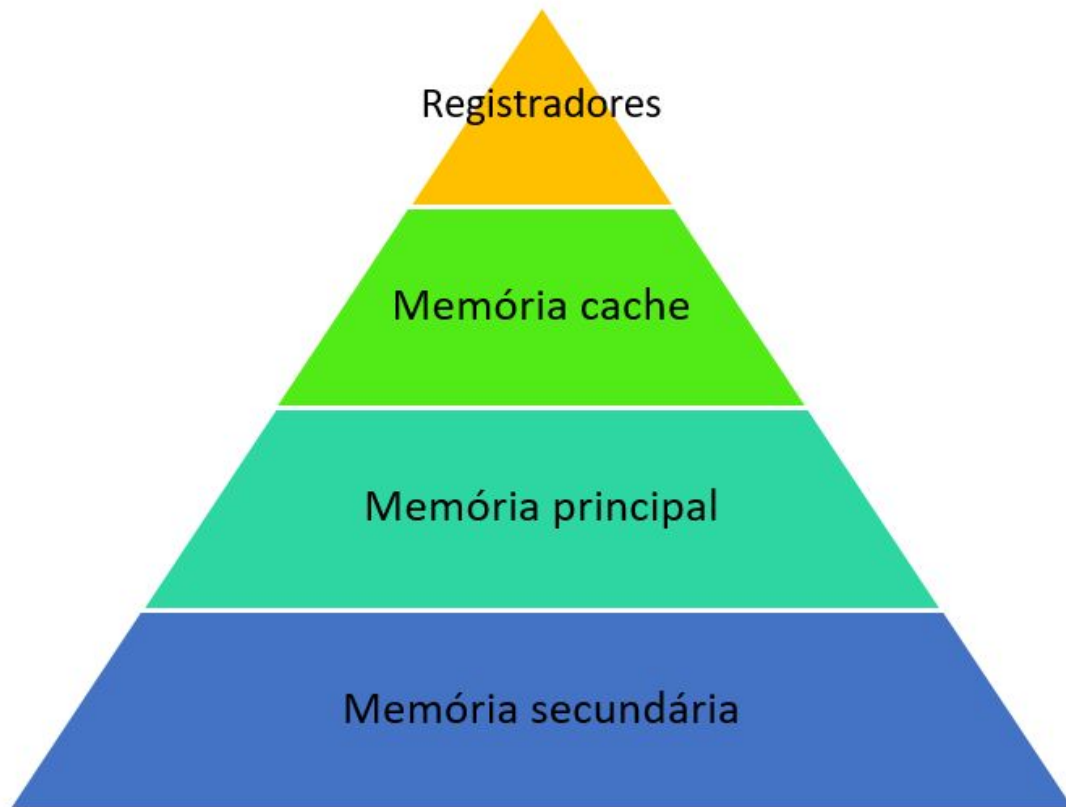 Registradores
Memória cache
Memória principal
Memória secundária